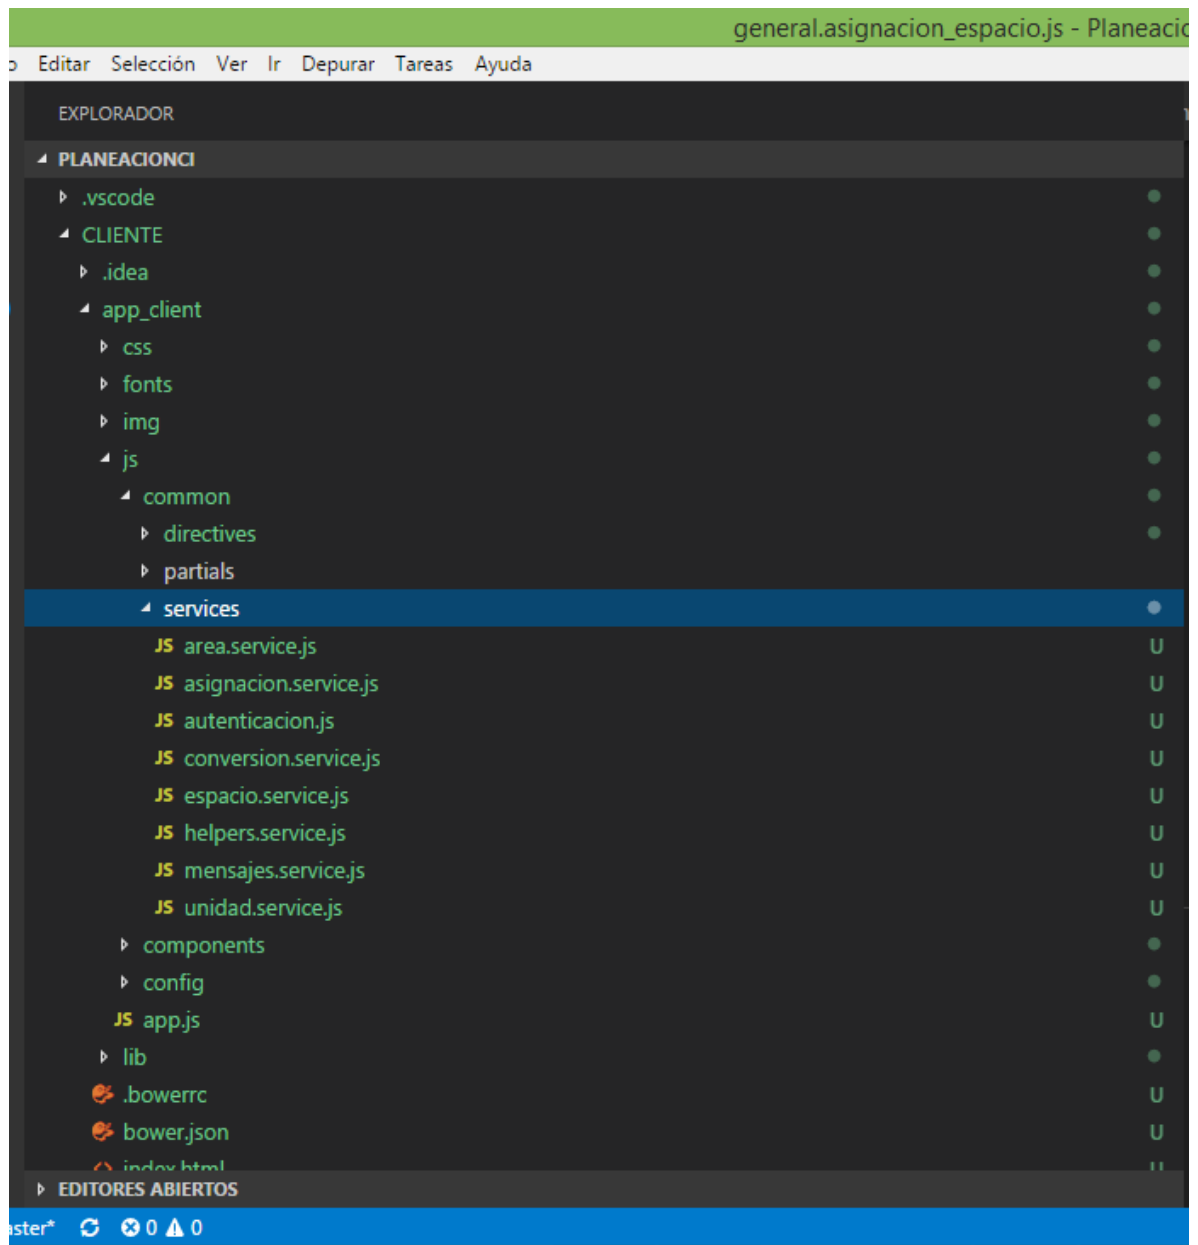 general.asignacion_espacio.js - Planeacio
Editar Selección Ver Ir Depurar Tareas Ayuda
EXPLORADOR
PLANEACIONCI
.vscode
CLIENTE
.idea
app_client
css
fonts
img
js
common
directives
partials
services
JS area.service.js U
JS asignacion.service.js U
JS autenticacion.js U
JS conversion.service.js U
JS espacio.service.js U
JS helpers.service.js U
JS mensajes.service.js U
JS unidad.service.js U
components
config
JS app.js U
lib
.bowerrc U
bower.json U
index.html U
EDITORES ABIERTOS
aster* 0 0